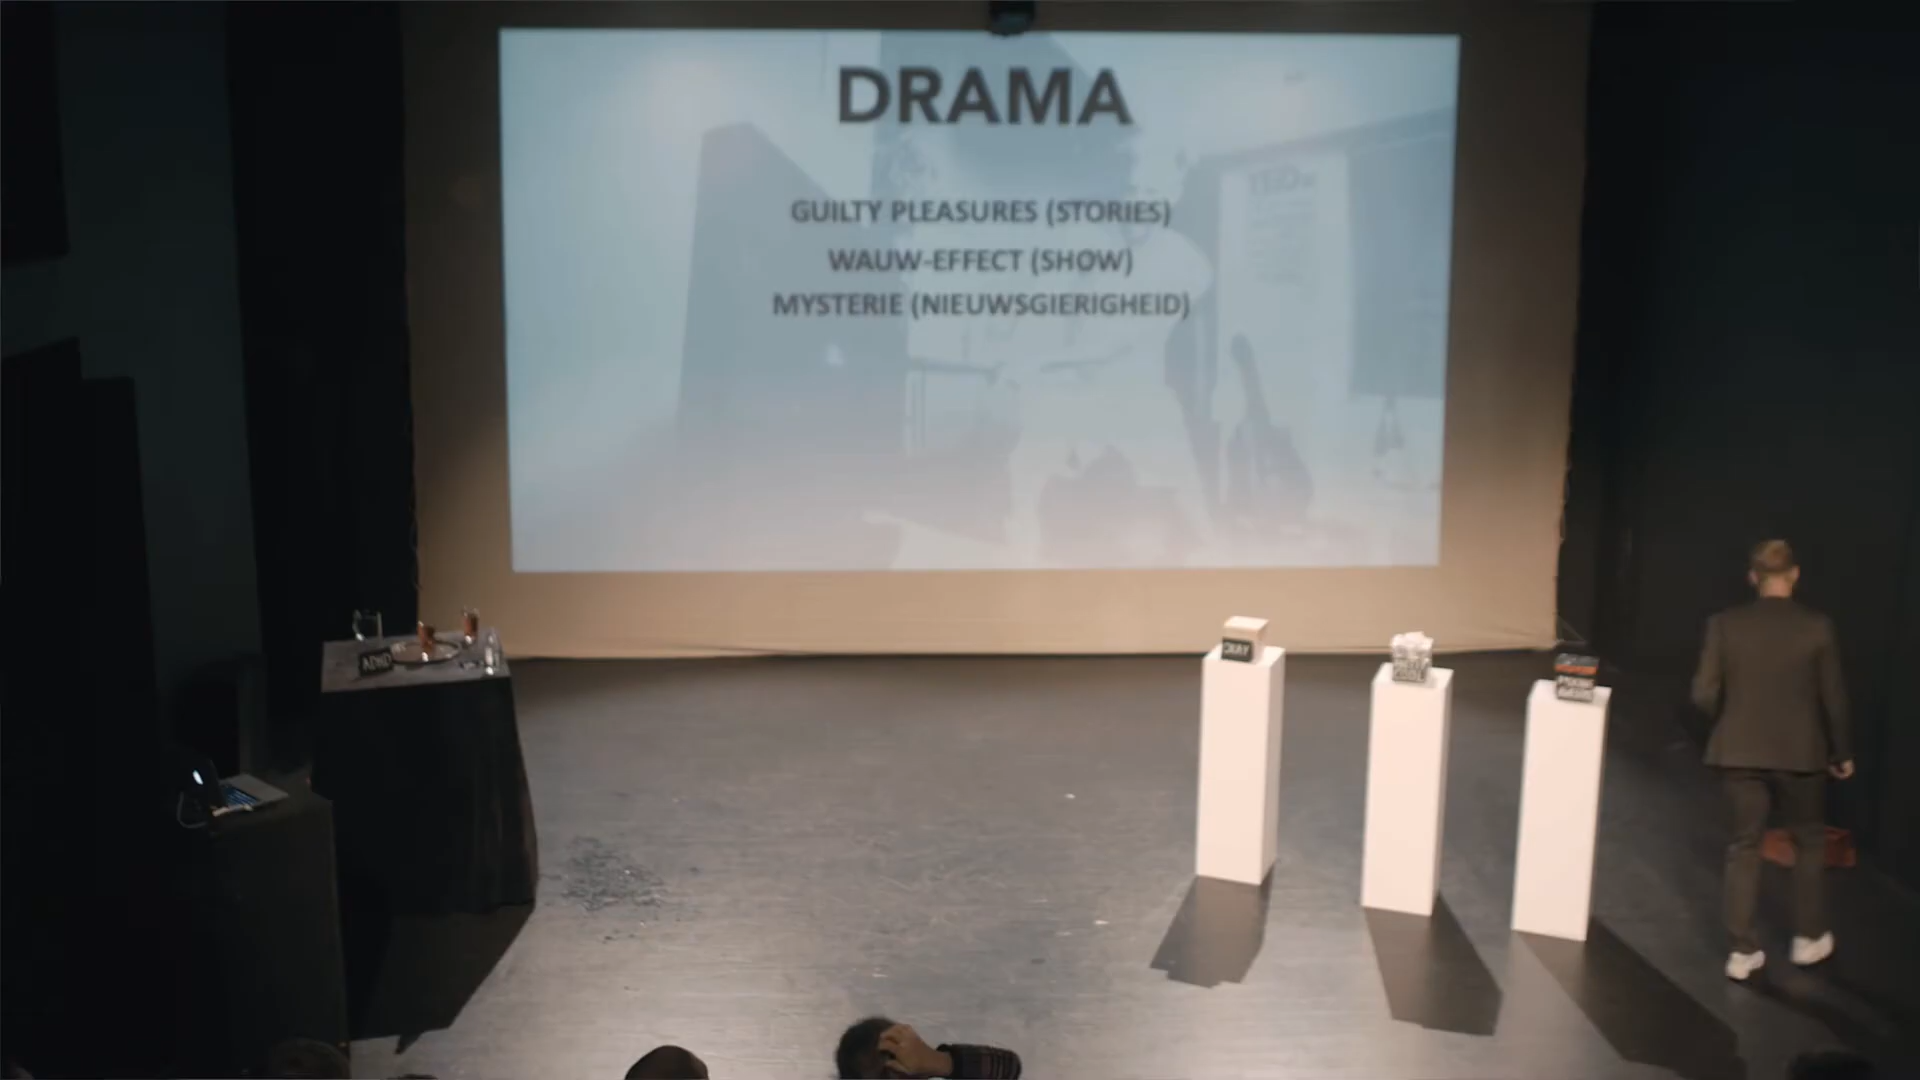 DRAMA
GUILTY PLEASURES (STORIES)
WAUW-EFFECT (SHOW)
MYSTERIE (NIEUWSGIERIGHEID)
ADHD